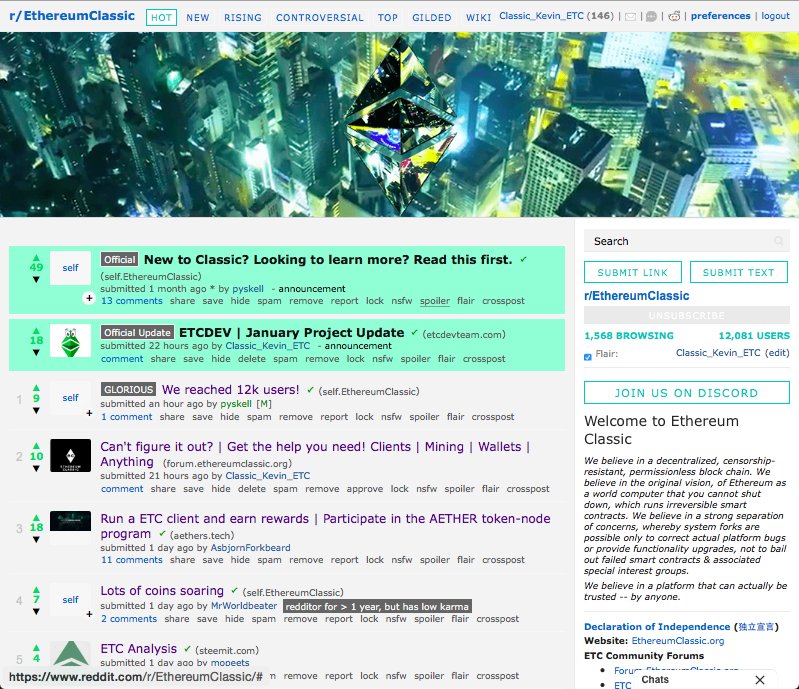 r/EthereumClassic HOT NEW RISING CONTROVERSIAL TOP GILDED WIKI Classic_Kevin_ETC (146) | | | | preferences | logout
49
self
Official New to Classic? Looking to learn more? Read this first. ✔
(self.EthereumClassic)
submitted 1 month ago * by pyskell - announcement
13 comments share save hide spam remove report lock nsfw spoiler flair crosspost
18
Official Update ETCDEV | January Project Update ✔ (etcdevteam.com)
submitted 22 hours ago by Classic_Kevin_ETC - announcement
comment share save hide delete spam remove lock nsfw spoiler flair crosspost
1
9
self
GLORIOUS We reached 12k users! ✔ (self.EthereumClassic)
submitted an hour ago by pyskell [M]
1 comment share save hide spam remove report lock nsfw spoiler flair crosspost
2
10
ETHEREUM
CLASSIC
Can't figure it out? | Get the help you need! Clients | Mining | Wallets |
Anything (forum.ethereumclassic.org)
submitted 21 hours ago by Classic_Kevin_ETC
comment share save hide delete spam remove approve lock nsfw spoiler flair crosspost
3
18
Run a ETC client and earn rewards | Participate in the AETHER token-node
program ✔ (aethers.tech)
submitted 1 day ago by AsbjornForkbeard
11 comments share save hide spam remove report lock nsfw spoiler flair crosspost
4
7
self
Lots of coins soaring ✔ (self.EthereumClassic)
submitted 1 day ago by MrWorldbeater redditor for > 1 year, but has low karma
2 comments share save hide spam remove report lock nsfw spoiler flair crosspost
5
4
ETC Analysis ✔ (steemit.com)
submitted 1 day ago by mopeets
remove report lock nsfw spoiler flair crosspost
https://www.reddit.com/r/EthereumClassic/#
Search
SUBMIT LINK SUBMIT TEXT
r/EthereumClassic
UNSUBSCRIBE
1,568 BROWSING 12,081 USERS
Flair: Classic_Kevin_ETC (edit)
JOIN US ON DISCORD
Welcome to Ethereum
Classic
We believe in a decentralized, censorship-
resistant, permissionless block chain. We
believe in the original vision, of Ethereum as
a world computer that you cannot shut
down, which runs irreversible smart
contracts. We believe in a strong separation
of concerns, whereby system forks are
possible only to correct actual platform bugs
or provide functionality upgrades, not to bail
out failed smart contracts & associated
special interest groups.
We believe in a platform that can actually be
trusted -- by anyone.
Declaration of Independence (独立宣言)
Website: EthereumClassic.org
ETC Community Forums
Forum.EthereumClassic.org
ETC
Chats